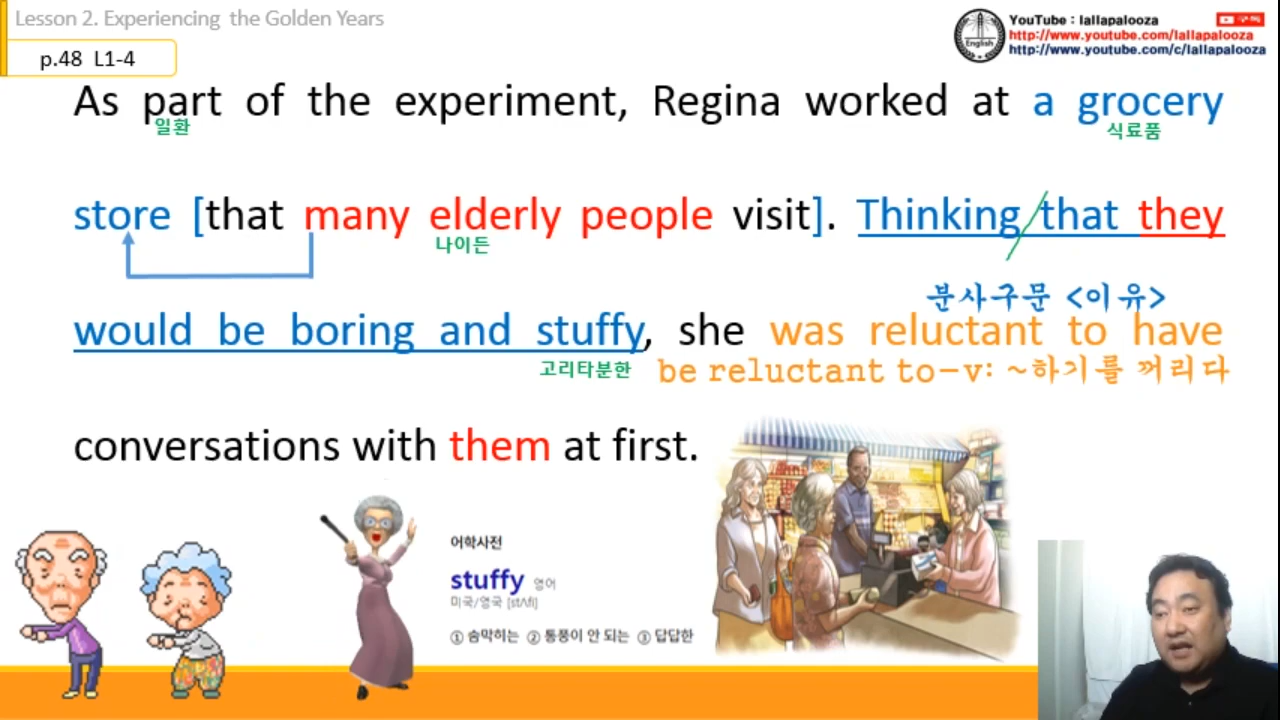 Lesson 2. Experiencing the Golden Years
p.48 L1-4
YouTube : lallapalooza
http://www.youtube.com/lallapalooza
http://www.youtube.com/c/lallapalooza
English
As part of the experiment, Regina worked at a grocery
일환
식료품
store [that many elderly people visit]. Thinking that they
나이든
분사구문 <이유>
would be boring and stuffy, she was reluctant to have
고리타분한
be reluctant to-v: ~하기를 꺼리다
conversations with them at first.
어학사전
stuffy 영어
미국/영국 [stʌfi]
① 숨막히는 ② 통풍이 안 되는 ③ 답답한